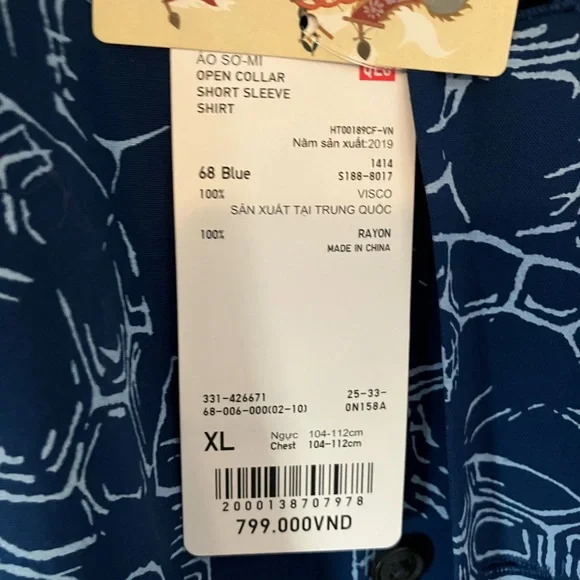 ÁO SƠ-MI
OPEN COLLAR
SHORT SLEEVE
SHIRT
HT00189CF-VN
Năm sản xuất:2019
1414
68 Blue S188-8017
100% VISCO
SẢN XUẤT TẠI TRUNG QUỐC
100% RAYON
MADE IN CHINA
331-426671 25-33-
68-006-000(02-10) 0N158A
XL Ngực 104-112cm
Chest 104-112cm
2000138707978
799.000VND